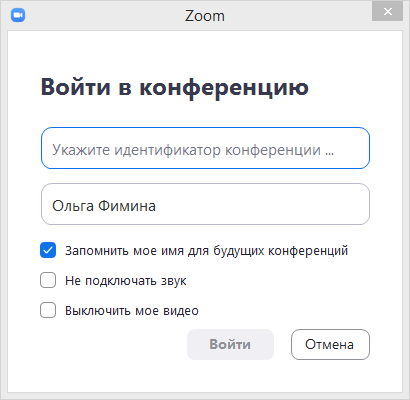 Zoom
Войти в конференцию
Укажите идентификатор конференции ...
Ольга Фимина
Запомнить мое имя для будущих конференций
Не подключать звук
Выключить мое видео
Войти
Отмена